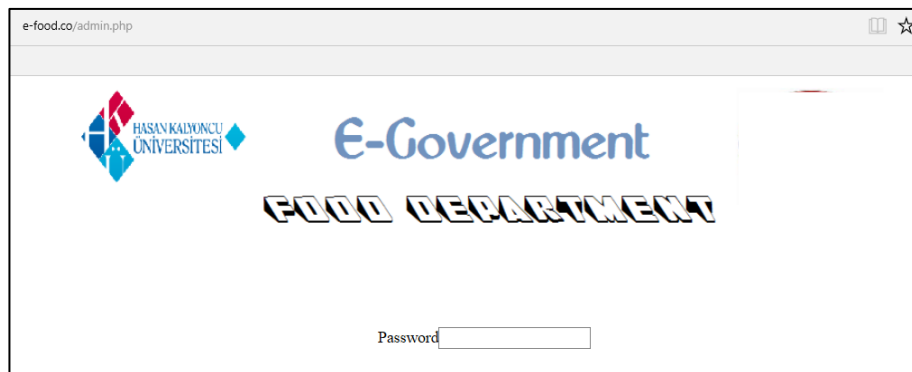 e-food.co/admin.php
HASAN KALYONCU
ÜNİVERSİTESİ
E-Government
FOOD DEPARTMENT
Password